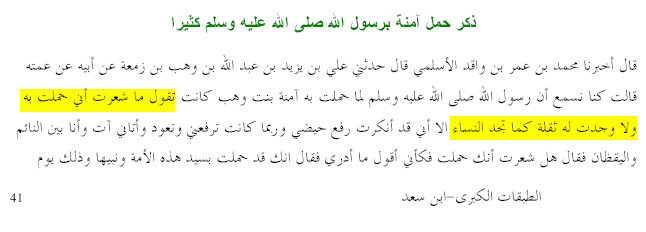 ذكر حمل آمنة برسول الله صلى الله عليه وسلم كثيرا
قال أخبرنا محمد بن عمر بن واقد الأسلمي قال حدثني علي بن يزيد بن عبد الله بن وهب بن زمعة عن أبيه عن عمته
قالت كنا نسمع أن رسول الله صلى الله عليه وسلم لما حملت به آمنة بنت وهب كانت تقول ما شعرت أني حملت به
ولا وجدت له ثقلة كما تجد النساء الا أني قد أنكرت رفع حيضي وربما كانت ترفعني وتعود وأتاني آت وأنا بين النائم
واليقظان فقال هل شعرت أنك حملت فكأني أقول ما أدري فقال انك قد حملت بسيد هذه الأمة ونبيها وذلك يوم
الطبقات الكبرى-ابن سعد 41